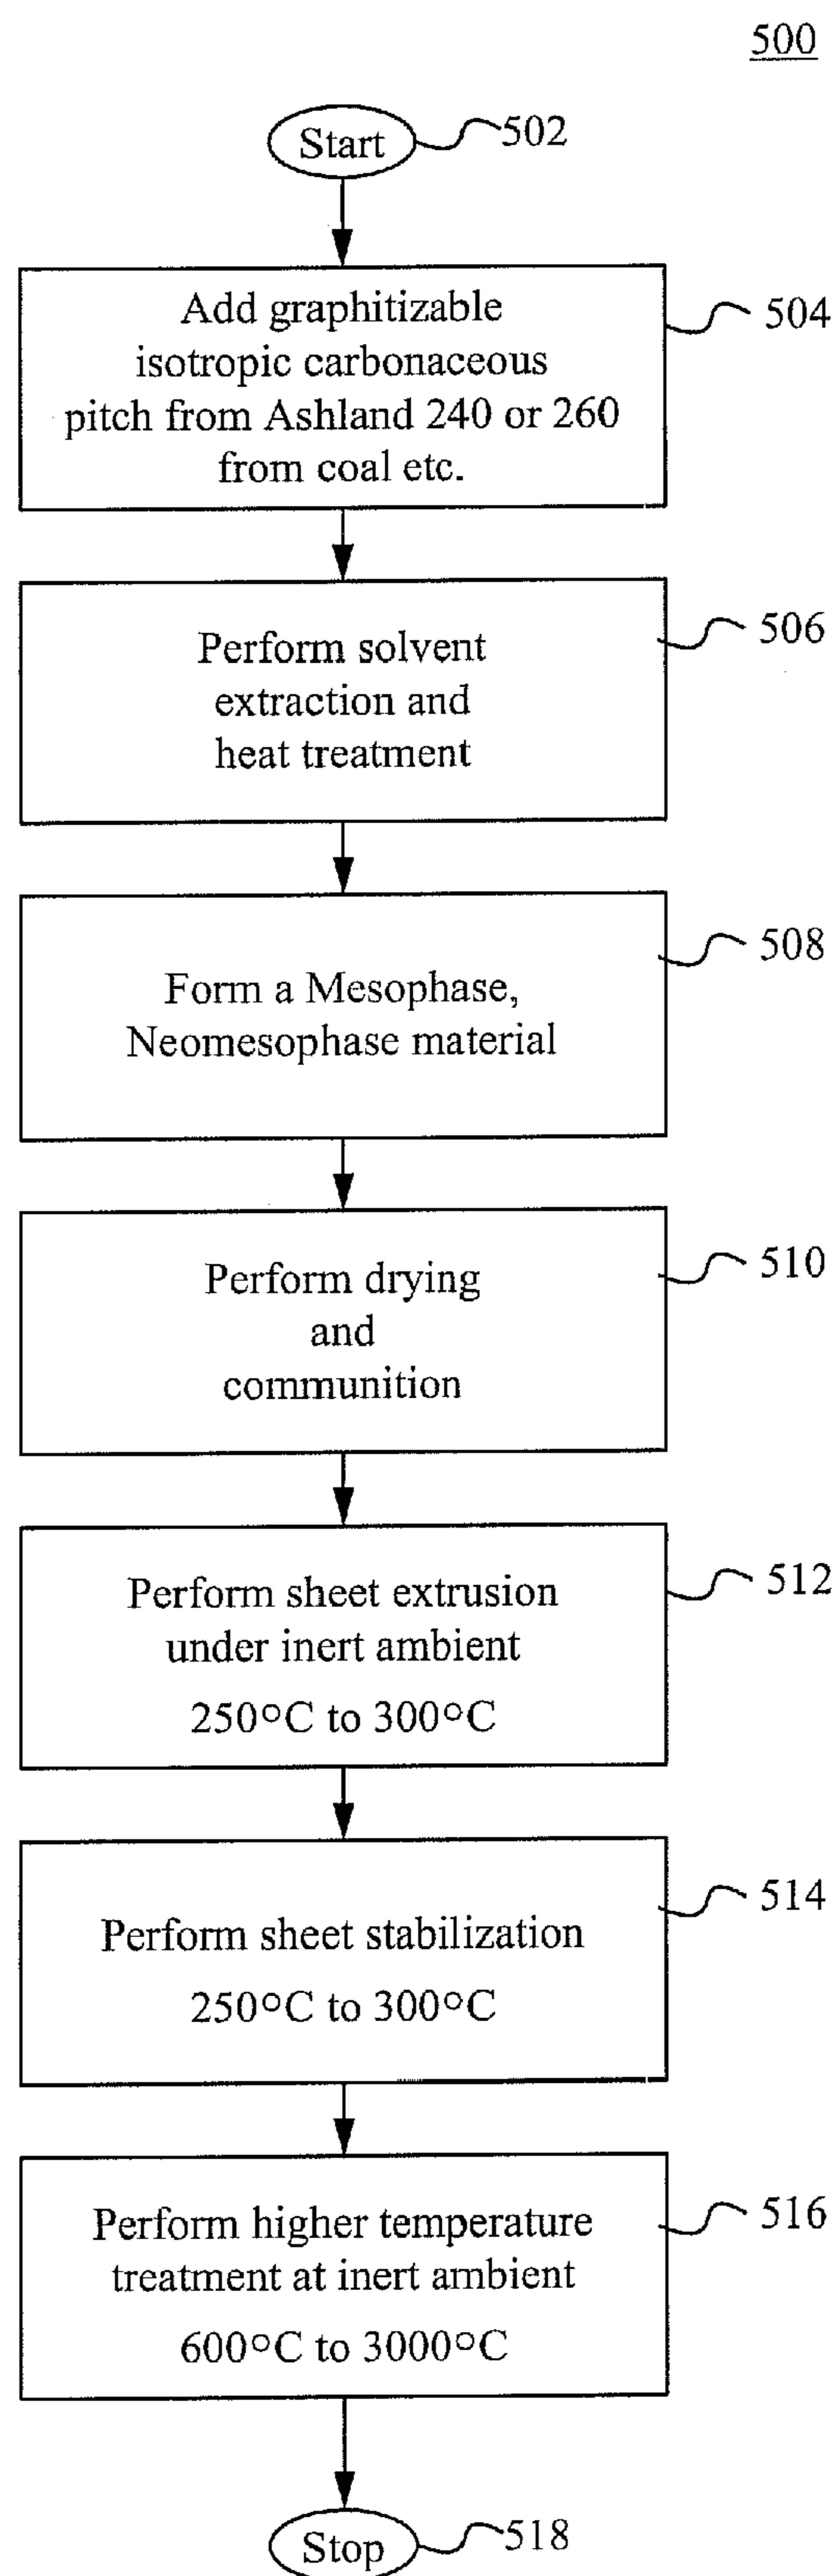 500
Start
502
Add graphitizable
isotropic carbonaceous
pitch from Ashland 240 or 260
from coal etc.
504
Perform solvent
extraction and
heat treatment
506
Form a Mesophase,
Neomesophase material
508
Perform drying
and
communition
510
Perform sheet extrusion
under inert ambient
250°C to 300°C
512
Perform sheet stabilization
250°C to 300°C
514
Perform higher temperature
treatment at inert ambient
600°C to 3000°C
516
Stop
518